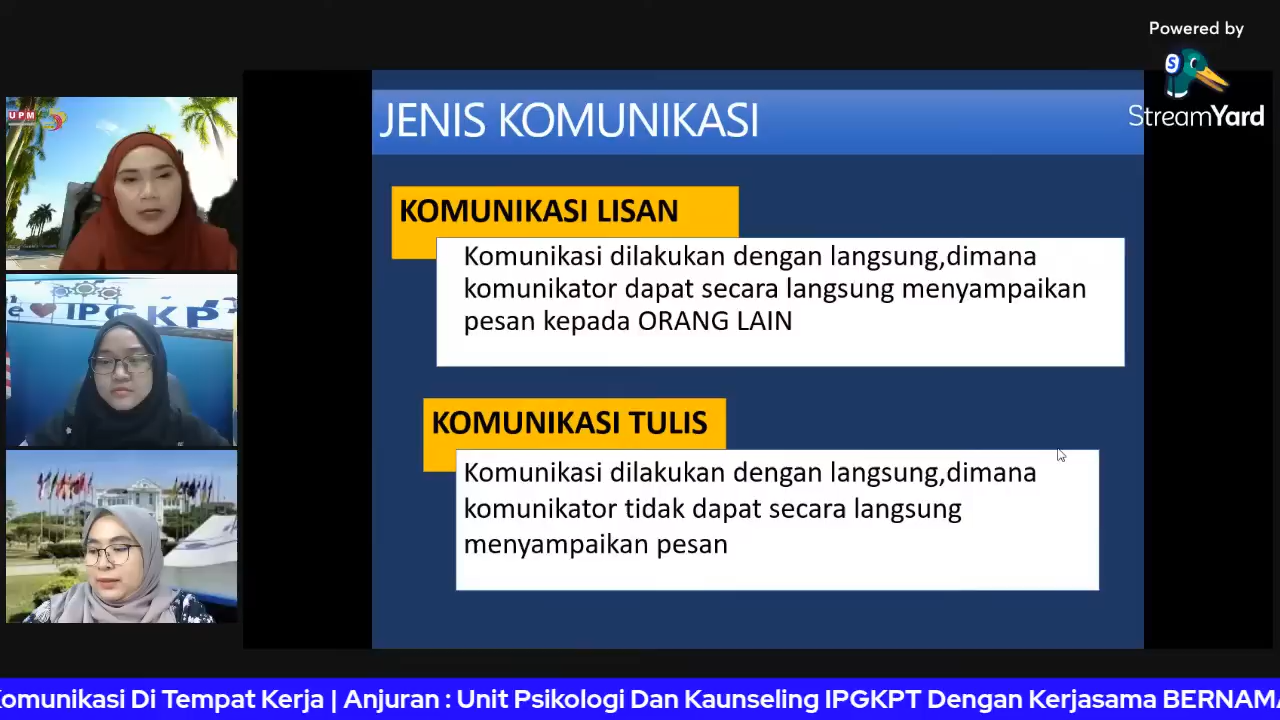 Powered by
StreamYard
UPM
JENIS KOMUNIKASI
KOMUNIKASI LISAN
Komunikasi dilakukan dengan langsung,dimana
komunikator dapat secara langsung menyampaikan
pesan kepada ORANG LAIN
IPGKP
KOMUNIKASI TULIS
Komunikasi dilakukan dengan langsung,dimana
komunikator tidak dapat secara langsung
menyampaikan pesan
omunikasi Di Tempat Kerja | Anjuran : Unit Psikologi Dan Kaunseling IPGKPT Dengan Kerjasama BERNAMA